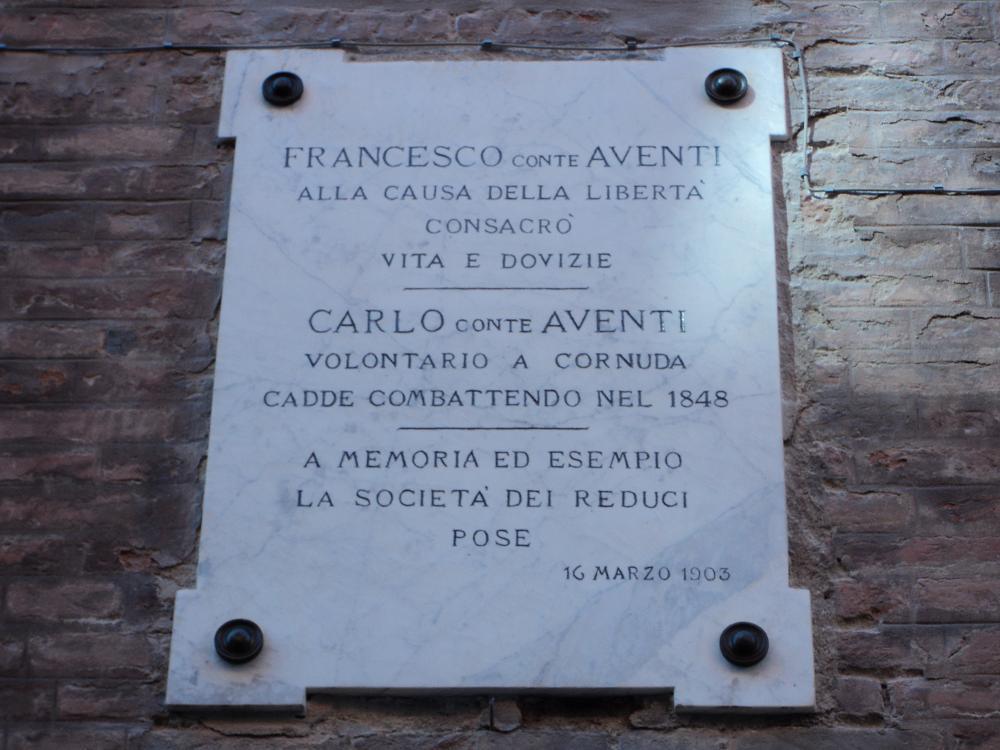 FRANCESCO CONTE AVENTI
ALLA CAUSA DELLA LIBERTÀ
CONSACRÒ
VITA E DOVIZIE
CARLO CONTE AVENTI
VOLONTARIO A CORNUDA
CADDE COMBATTENDO NEL 1848
A MEMORIA ED ESEMPIO
LA SOCIETÀ DEI REDUCI
POSE
16 MARZO 1903